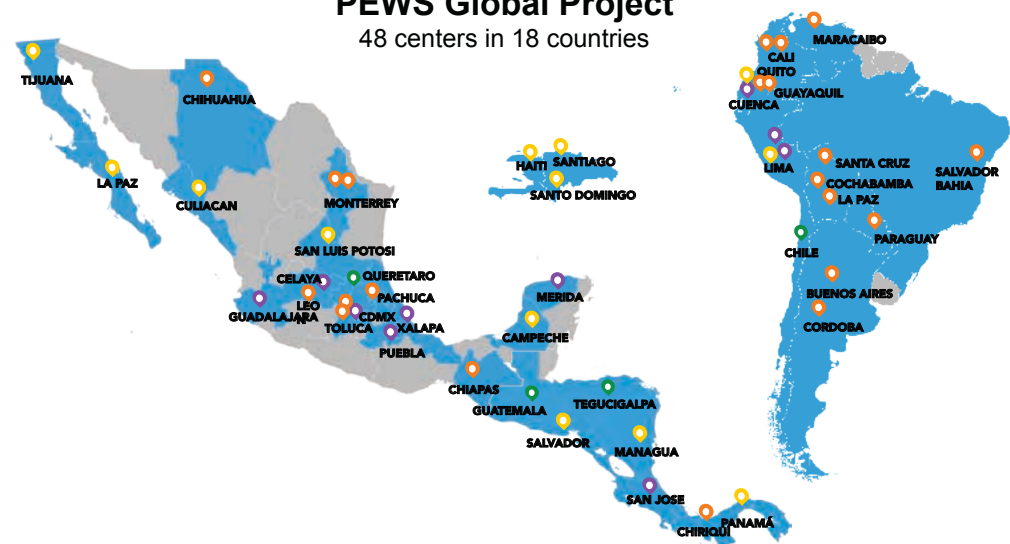 PEWS Global Project
48 centers in 18 countries
TIJUANA
CHIHUAHUA
LA PAZ
CULIACAN
MONTERREY
SAN LUIS POTOSI
CELAYA
QUERETARO
LEO
N
PACHUCA
GUADALAJARA
CDMX
TOLUCA
XALAPA
PUEBLA
MERIDA
CAMPECHE
CHIAPAS
GUATEMALA
TEGUCIGALPA
SALVADOR
MANAGUA
SAN JOSE
CHIRIQUÍ
PANAMÁ
HAITI
SANTIAGO
SANTO DOMINGO
MARACAIBO
CALI
QUITO
GUAYAQUIL
CUENCA
LIMA
SANTA CRUZ
COCHABAMBA
LA PAZ
SALVADOR
BAHIA
PARAGUAY
CHILE
BUENOS AIRES
CORDOBA